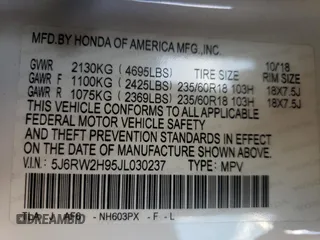 MFD.BY HONDA OF AMERICA MFG.,INC.
10/18
GVWR 2130KG (4695LBS) TIRE SIZE RIM SIZE
GAWR F 1100KG (2425LBS) 235/60R18 103H 18X7.5J
GAWR R 1075KG (2369LBS) 235/60R18 103H 18X7.5J
THIS VEHICLE CONFORMS TO ALL APPLICABLE
FEDERAL MOTOR VEHICLE SAFETY
AND THEFT PREVENTION STANDARDS IN EFFECT
ON THE DATE OF MANUFACTURE SHOWN ABOVE.
V.I.N: 5J6RW2H95JL030237 TYPE: MPV
NH603PX -F-L